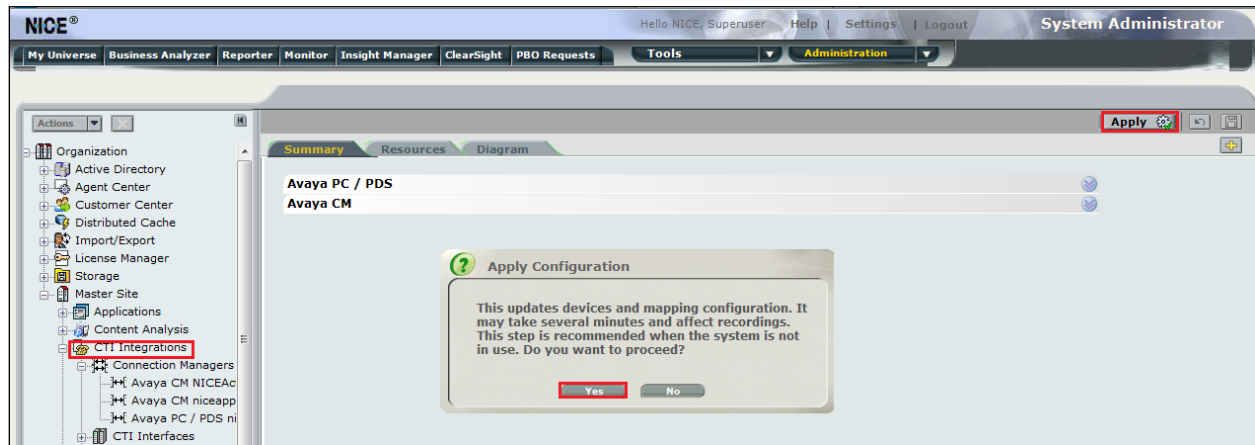 NICE®
Hello NICE, Superuser Help | Settings | Logout System Administrator
My Universe Business Analyzer Reporter Monitor Insight Manager ClearSight PBO Requests Tools Administration
Actions
Apply
Organization
Active Directory
Agent Center
Customer Center
Distributed Cache
Import/Export
License Manager
Storage
Master Site
Applications
Content Analysis
CTI Integrations
Connection Managers
Avaya CM NICEAc
Avaya CM niceapp
Avaya PC / PDS ni
CTI Interfaces
Summary Resources Diagram
Avaya PC / PDS
Avaya CM
Apply Configuration
This updates devices and mapping configuration. It
may take several minutes and affect recordings.
This step is recommended when the system is not
in use. Do you want to proceed?
Yes No